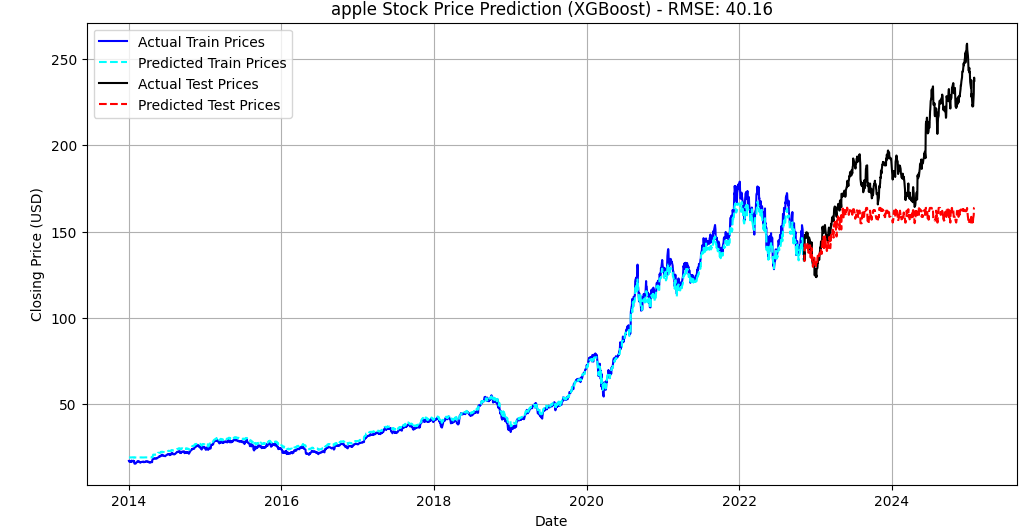 apple Stock Price Prediction (XGBoost) - RMSE: 40.16
Actual Train Prices
Predicted Train Prices
Actual Test Prices
Predicted Test Prices
Closing Price (USD)
250
200
150
100
50
2014
2016
2018
2020
2022
2024
Date